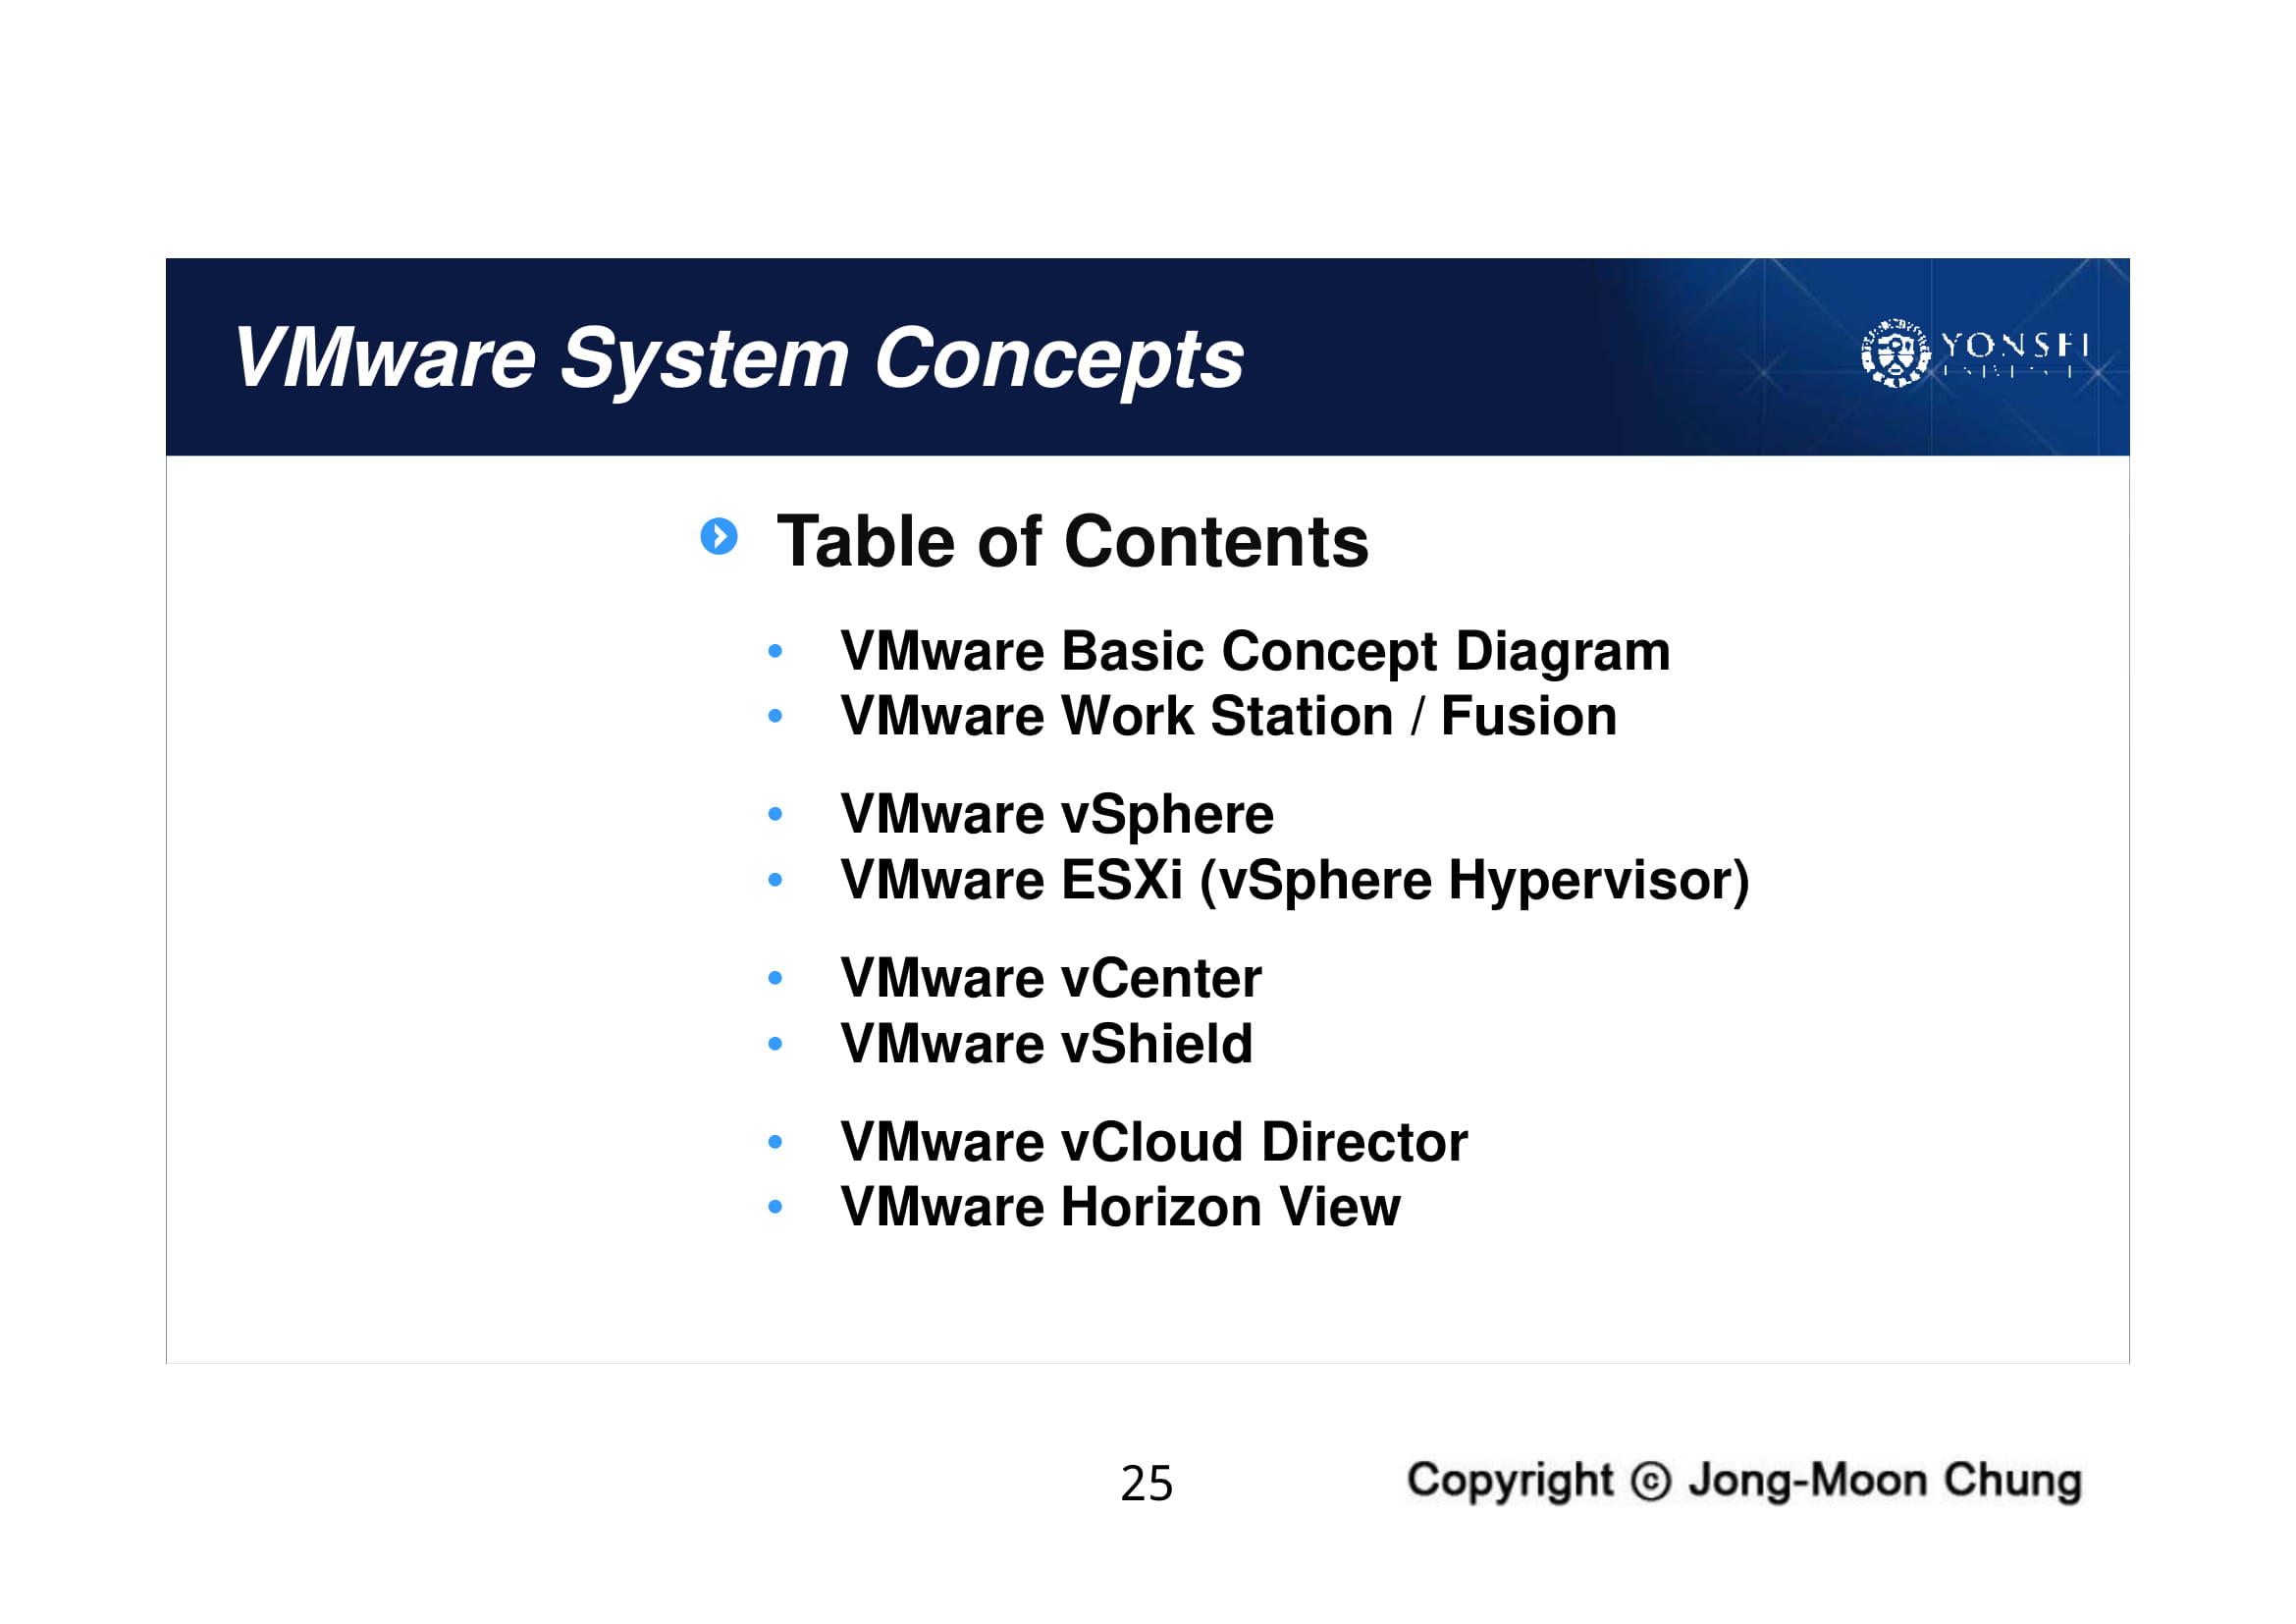 VMware System Concepts
YONSEI
Table of Contents
• VMware Basic Concept Diagram
• VMware Work Station / Fusion
• VMware vSphere
• VMware ESXi (vSphere Hypervisor)
• VMware vCenter
• VMware vShield
• VMware vCloud Director
• VMware Horizon View
25
Copyright ⓒ Jong-Moon Chung